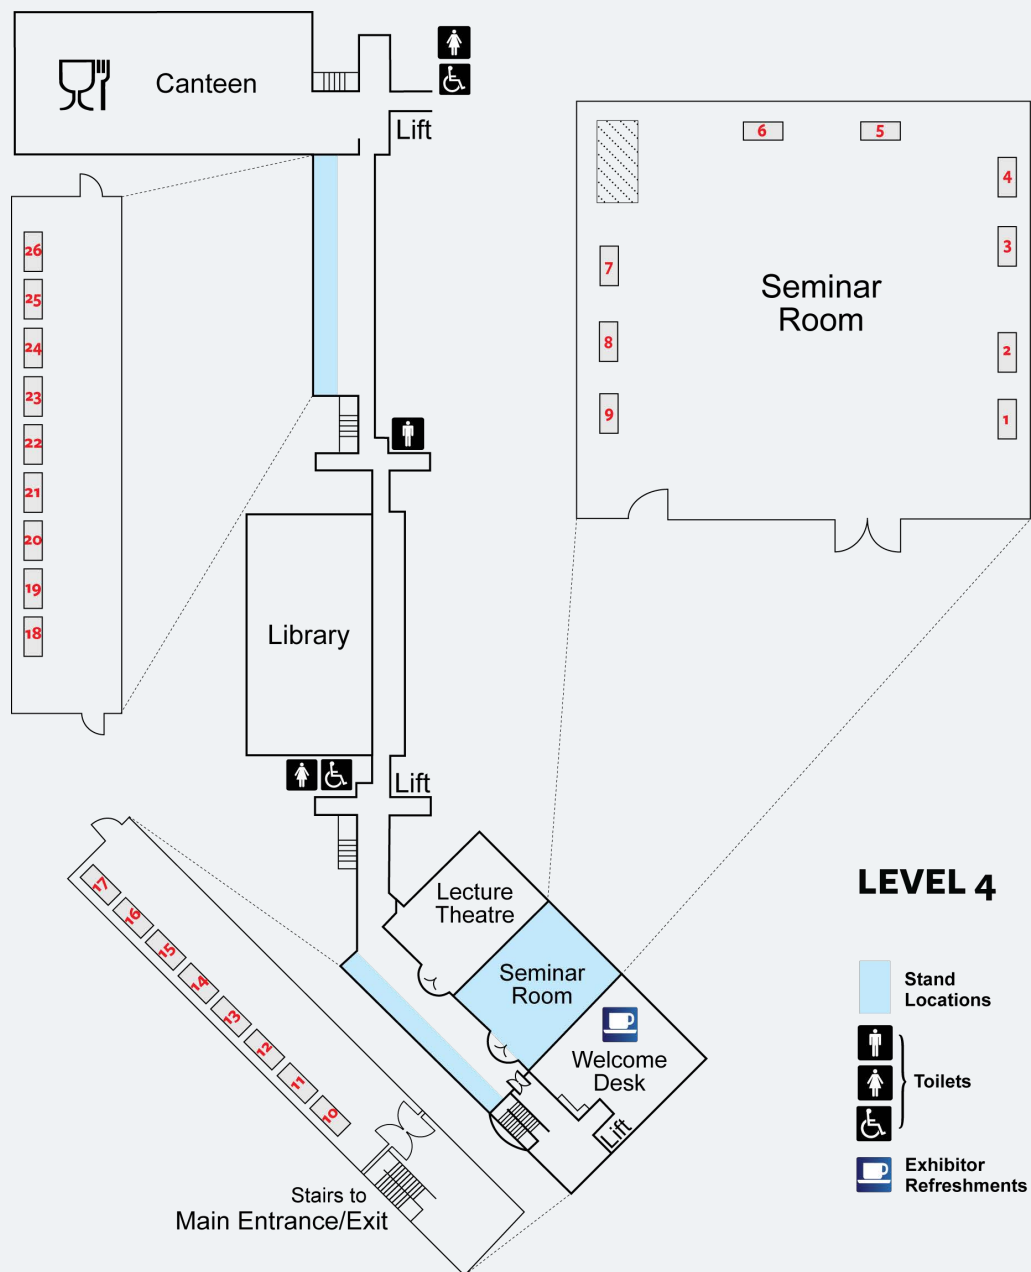 Canteen
Lift
6
5
4
3
7
Seminar
Room
8
2
9
1
26
25
24
23
22
21
20
19
18
Library
Lift
Lecture
Theatre
Seminar
Room
Welcome
Desk
Lift
17
16
15
14
13
12
11
10
Stairs to
Main Entrance/Exit
LEVEL 4
Stand
Locations
Toilets
Exhibitor
Refreshments